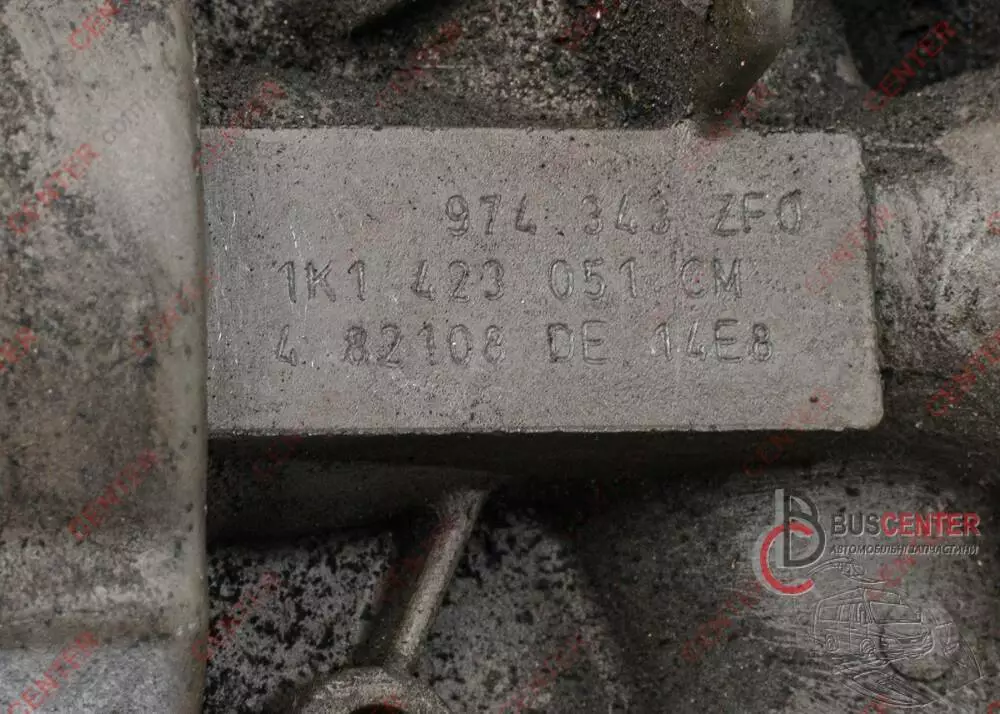 974 343 ZF0
1K1 423 051 CM
4 82108 DE 14E8
BUSCENTER
АВТОМОБІЛЬНІ ЗАПЧАСТИНИ